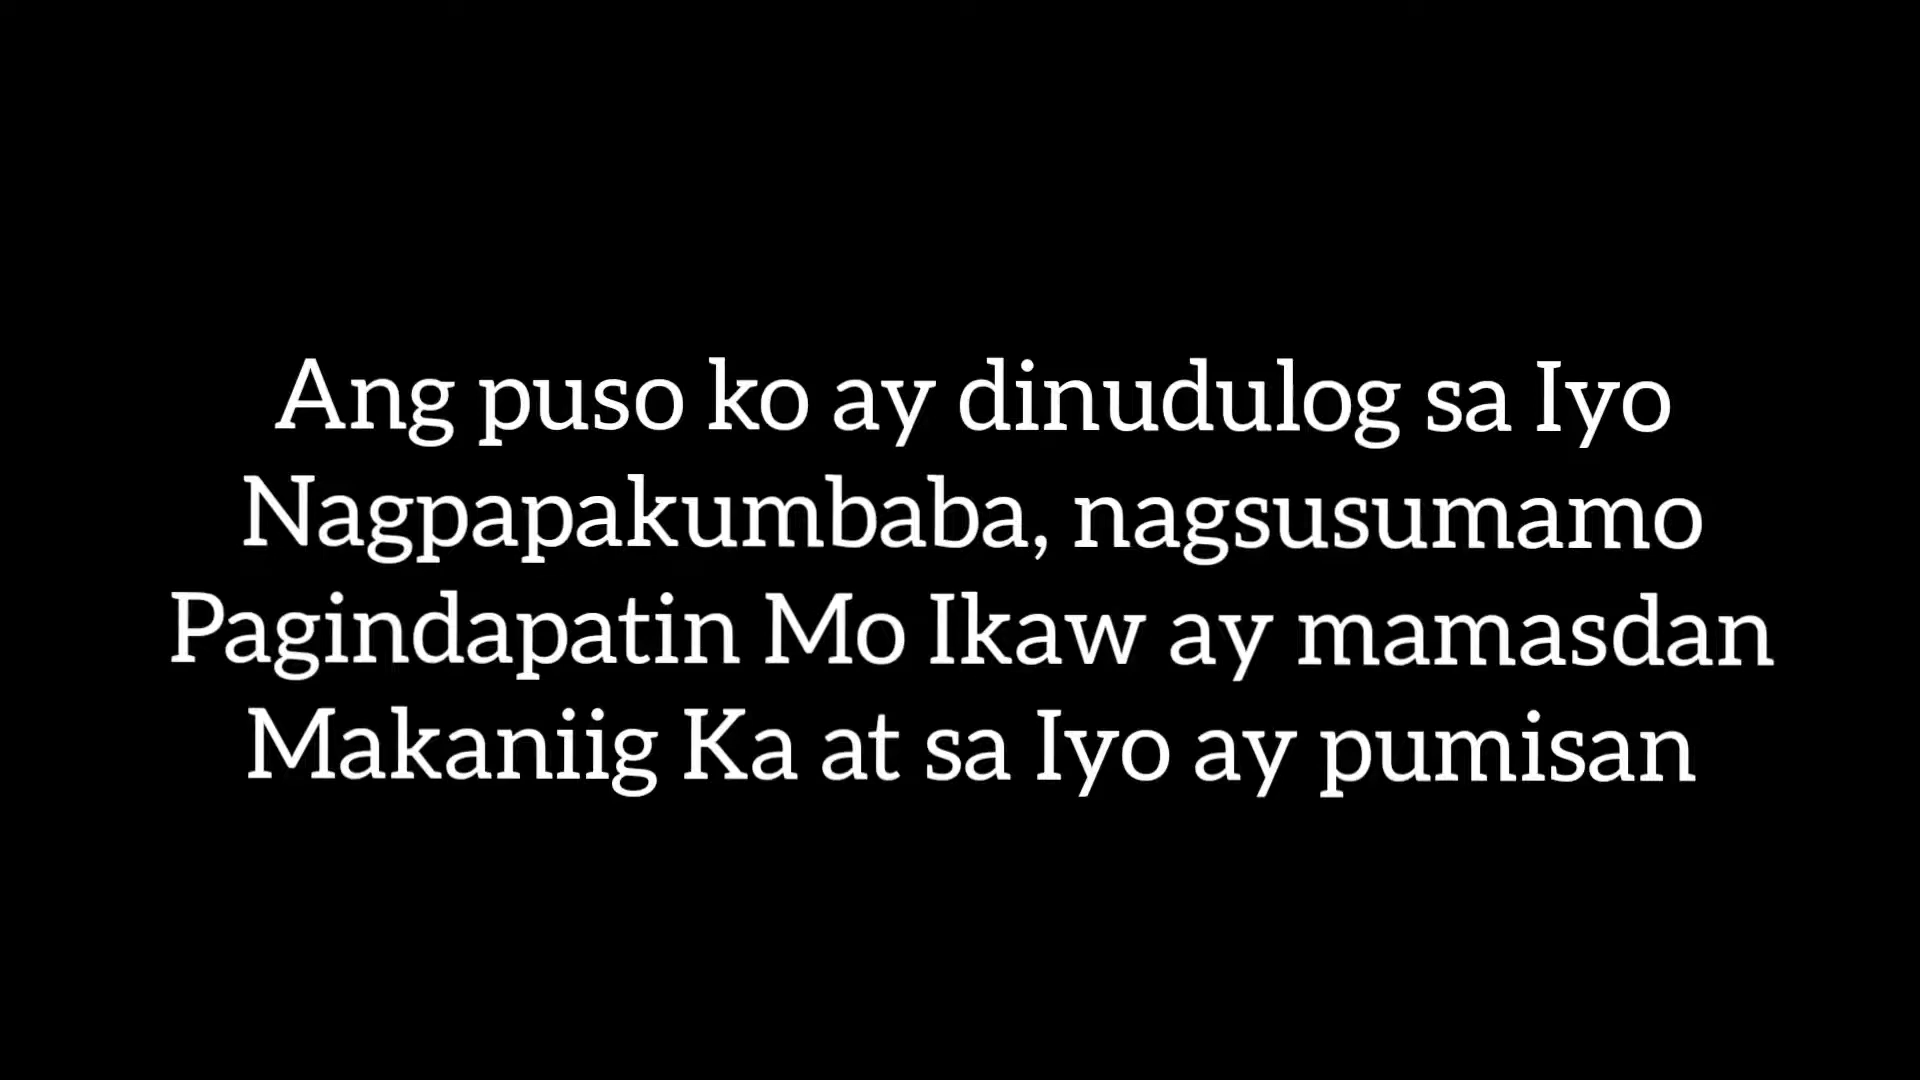 Ang puso ko ay dinudulog sa Iyo
Nagpapakumbaba, nagsusumamo
Pagindapatin Mo Ikaw ay mamasdan
Makaniig Ka at sa Iyo ay pumisan